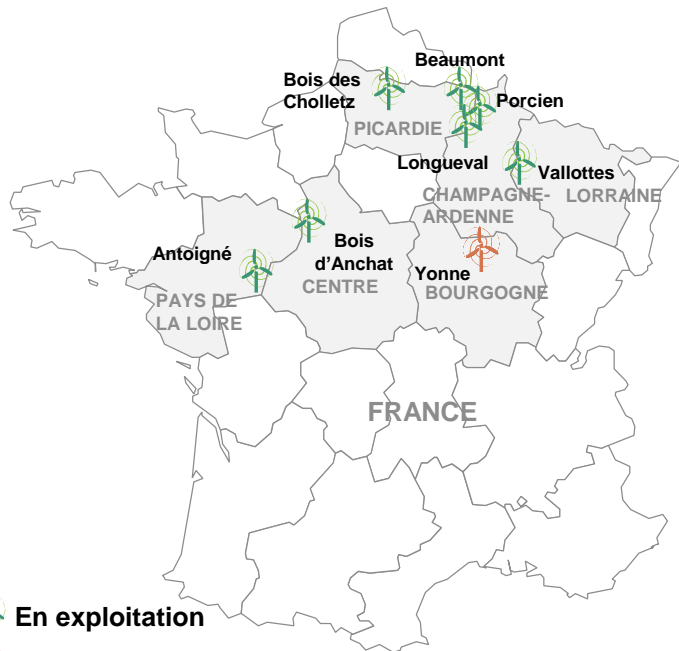 Beaumont
Bois des
Cholletz
Porcien
PICARDIE
Longueval
Vallottes
CHAMPAGNE-
ARDENNE
LORRAINE
Antoigné
Bois
d'Anchat
CENTRE
Yonne
BOURGOGNE
PAYS DE
LA LOIRE
FRANCE
En exploitation